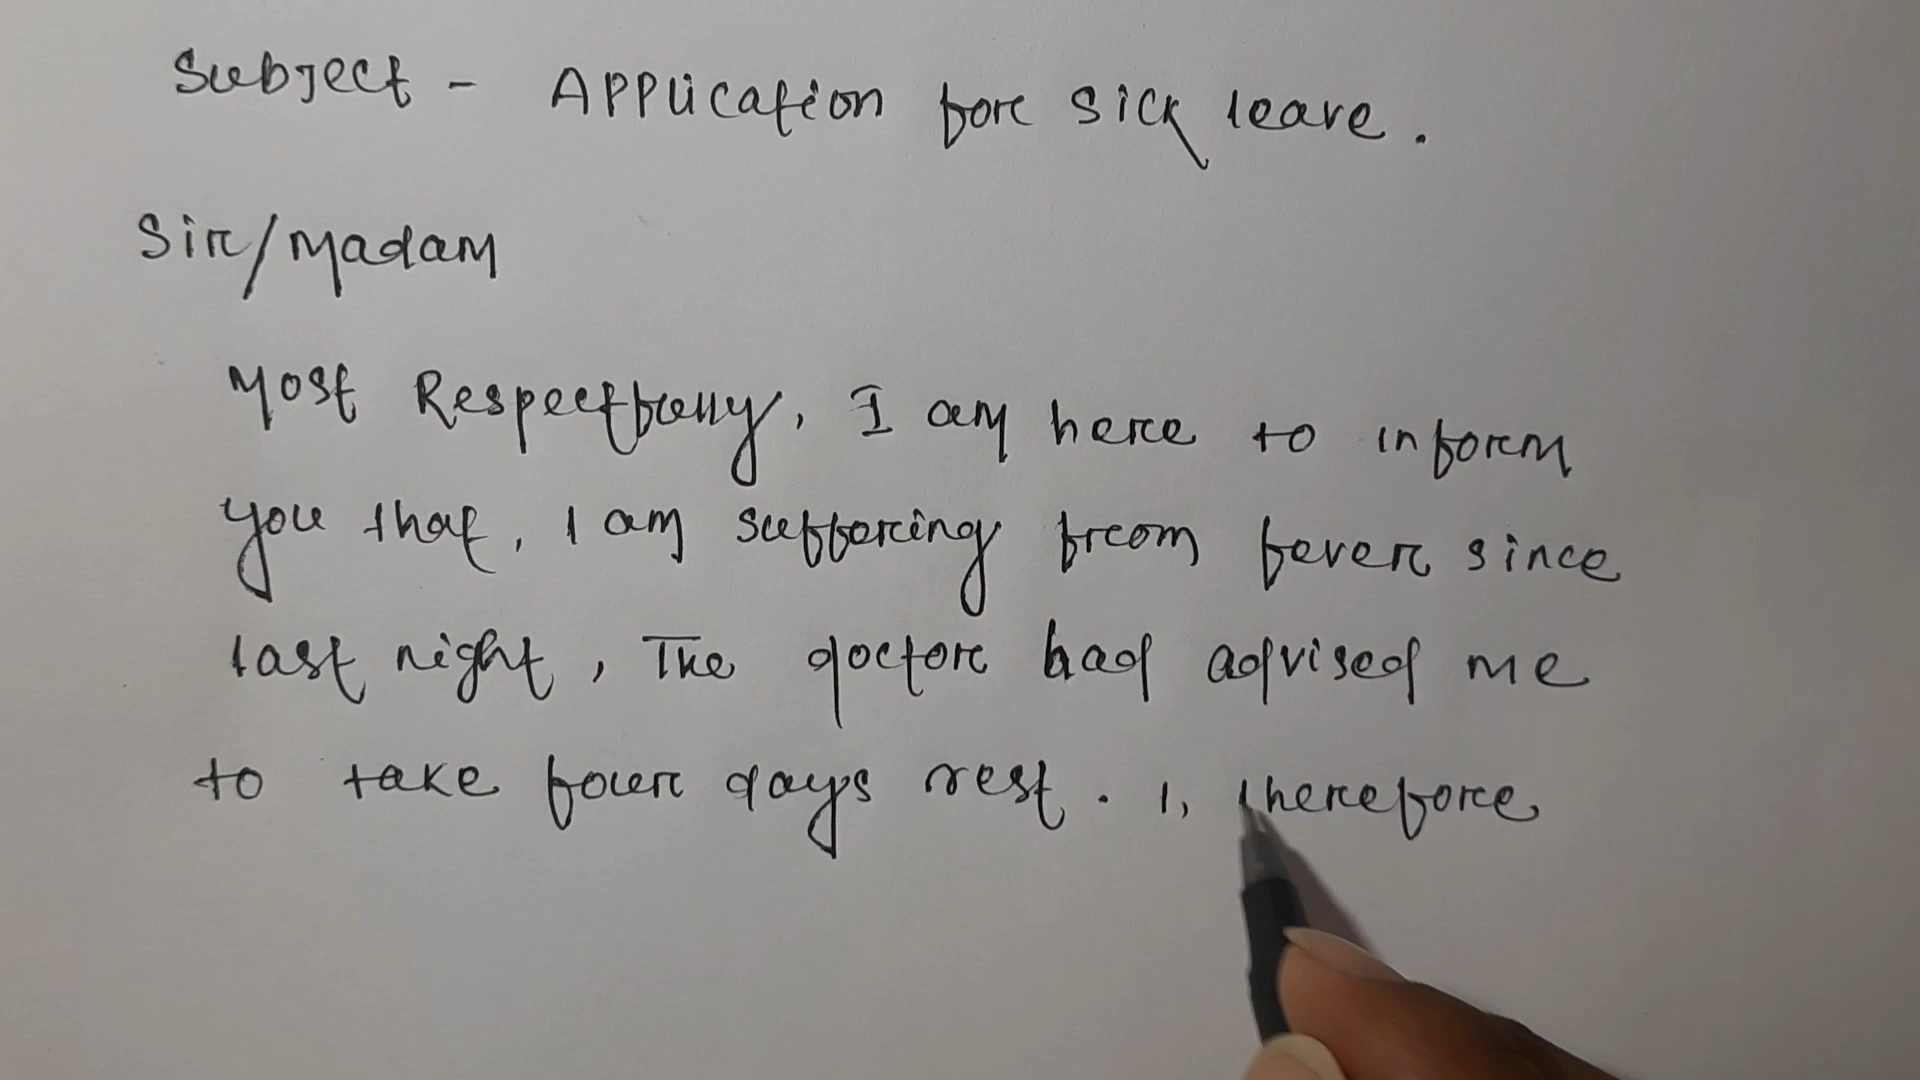 Subject - Application for sick leave.
Sir/Madam
Most Respectfully, I am here to inform
you that, I am suffering from fever since
last night, The doctor had advised me
to take four days rest. I, therefore